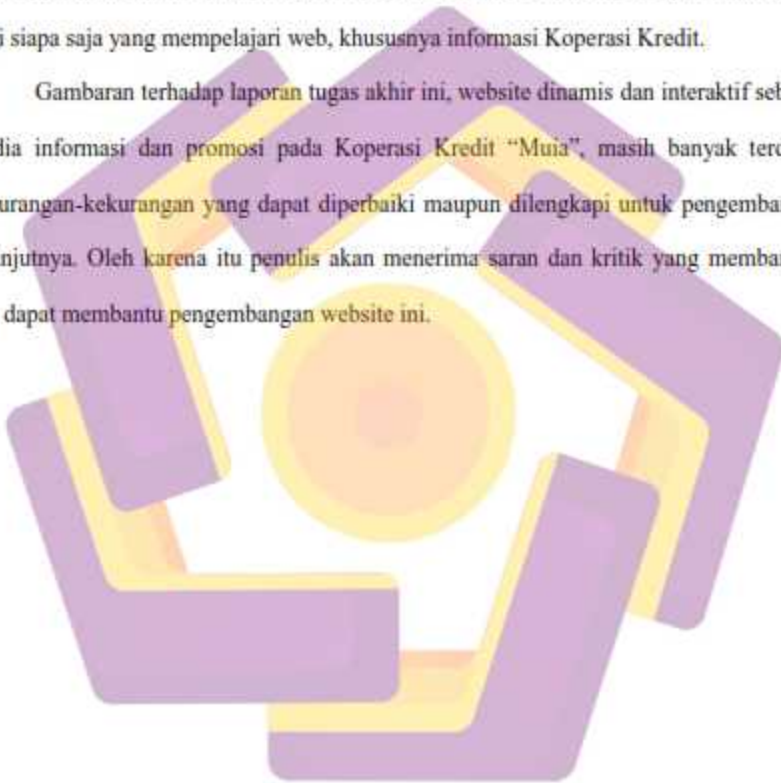 i siapa saja yang mempelajari web, khususnya informasi Koperasi Kredit.
Gambaran terhadap laporan tugas akhir ini, website dinamis dan interaktif seb
dia informasi dan promosi pada Koperasi Kredit “Muia”, masih banyak terd
urangan-kekurangan yang dapat diperbaiki maupun dilengkapi untuk pengemba
njutnya. Oleh karena itu penulis akan menerima saran dan kritik yang memba
dapat membantu pengembangan website ini.